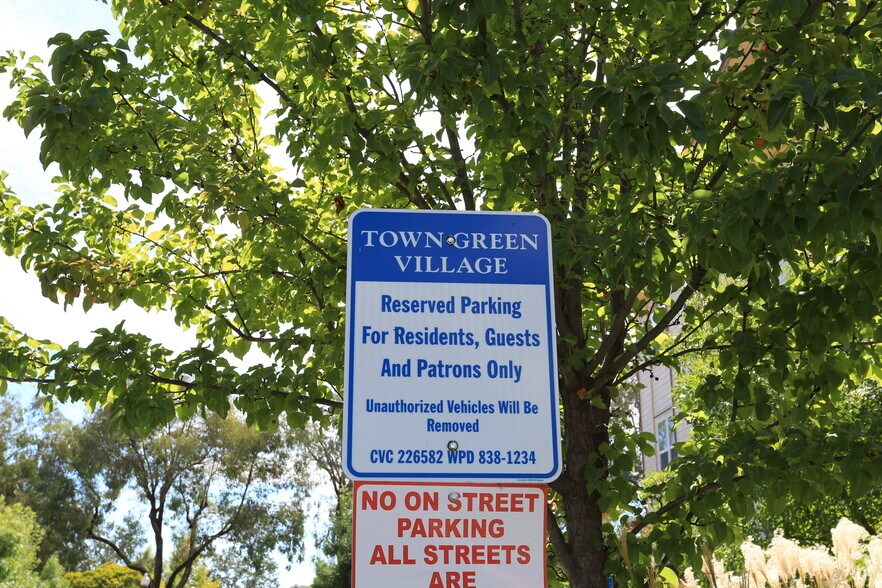 TOWN GREEN
VILLAGE
Reserved Parking
For Residents, Guests
And Patrons Only
Unauthorized Vehicles Will Be
Removed
CVC 226582 WPD 838-1234
NO ON STREET
PARKING
ALL STREETS
ARE